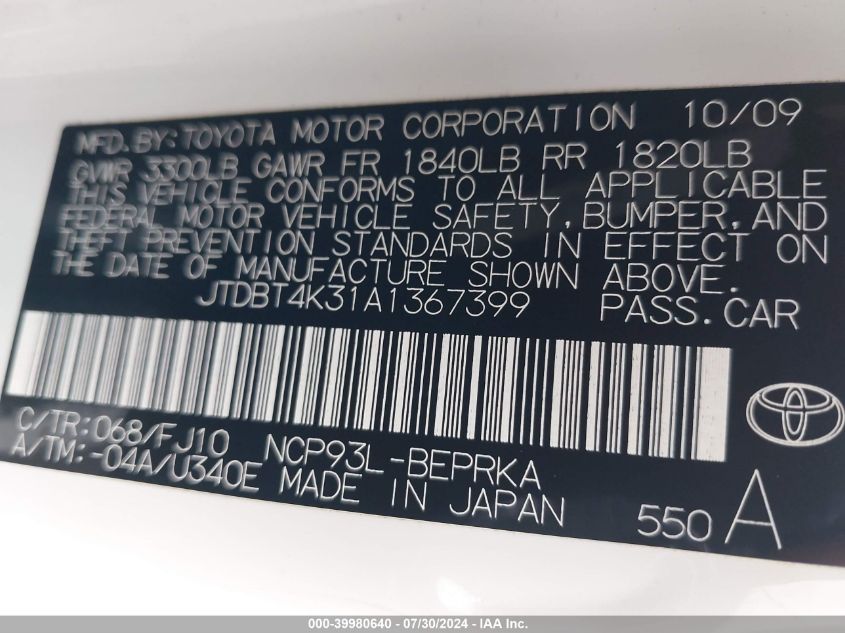 MFD. BY: TOYOTA MOTOR CORPORATION 10/09
GVWR 3300LB GAWR FR 1840LB RR 1820LB
THIS VEHICLE CONFORMS TO ALL APPLICABLE
FEDERAL MOTOR VEHICLE SAFETY, BUMPER, AND
THEFT PREVENTION STANDARDS IN EFFECT ON
THE DATE OF MANUFACTURE SHOWN ABOVE.
JTDBT4K31A1367399 PASS. CAR
C/TR: 068/FJ10 NCP93L-BEPRKA
A/TM: -04A/U340E MADE IN JAPAN 550 A
000-39980640 - 07/30/2024 - IAA Inc.